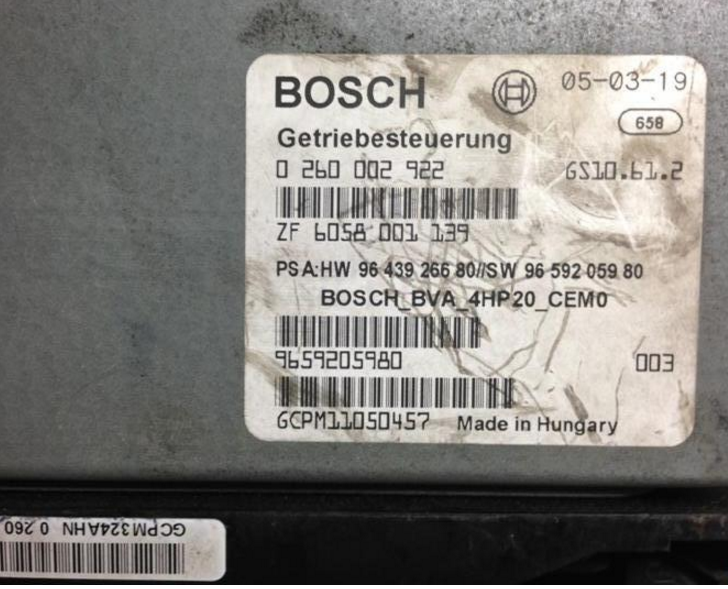 BOSCH 05-03-19
658
Getriebesteuerung
0 260 002 922 GS10.61.2
ZF 6058 001 139
PSA:HW 96 439 266 80//SW 96 592 059 80
BOSCH_BVA_4HP20_CEM0
9659205980 003
GCPM11050457 Made in Hungary
GCPM324AHN 0 260